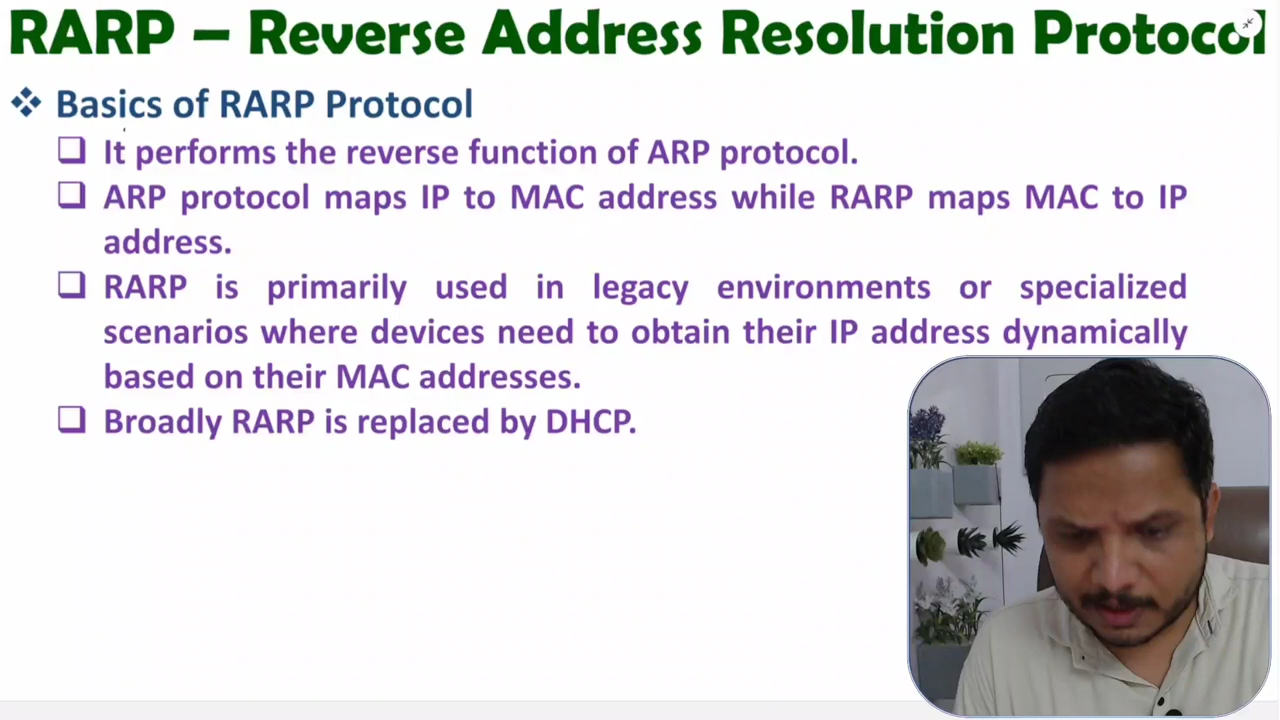 RARP – Reverse Address Resolution Protocol
Basics of RARP Protocol
It performs the reverse function of ARP protocol.
ARP protocol maps IP to MAC address while RARP maps MAC to IP
address.
RARP is primarily used in legacy environments or specialized
scenarios where devices need to obtain their IP address dynamically
based on their MAC addresses.
Broadly RARP is replaced by DHCP.